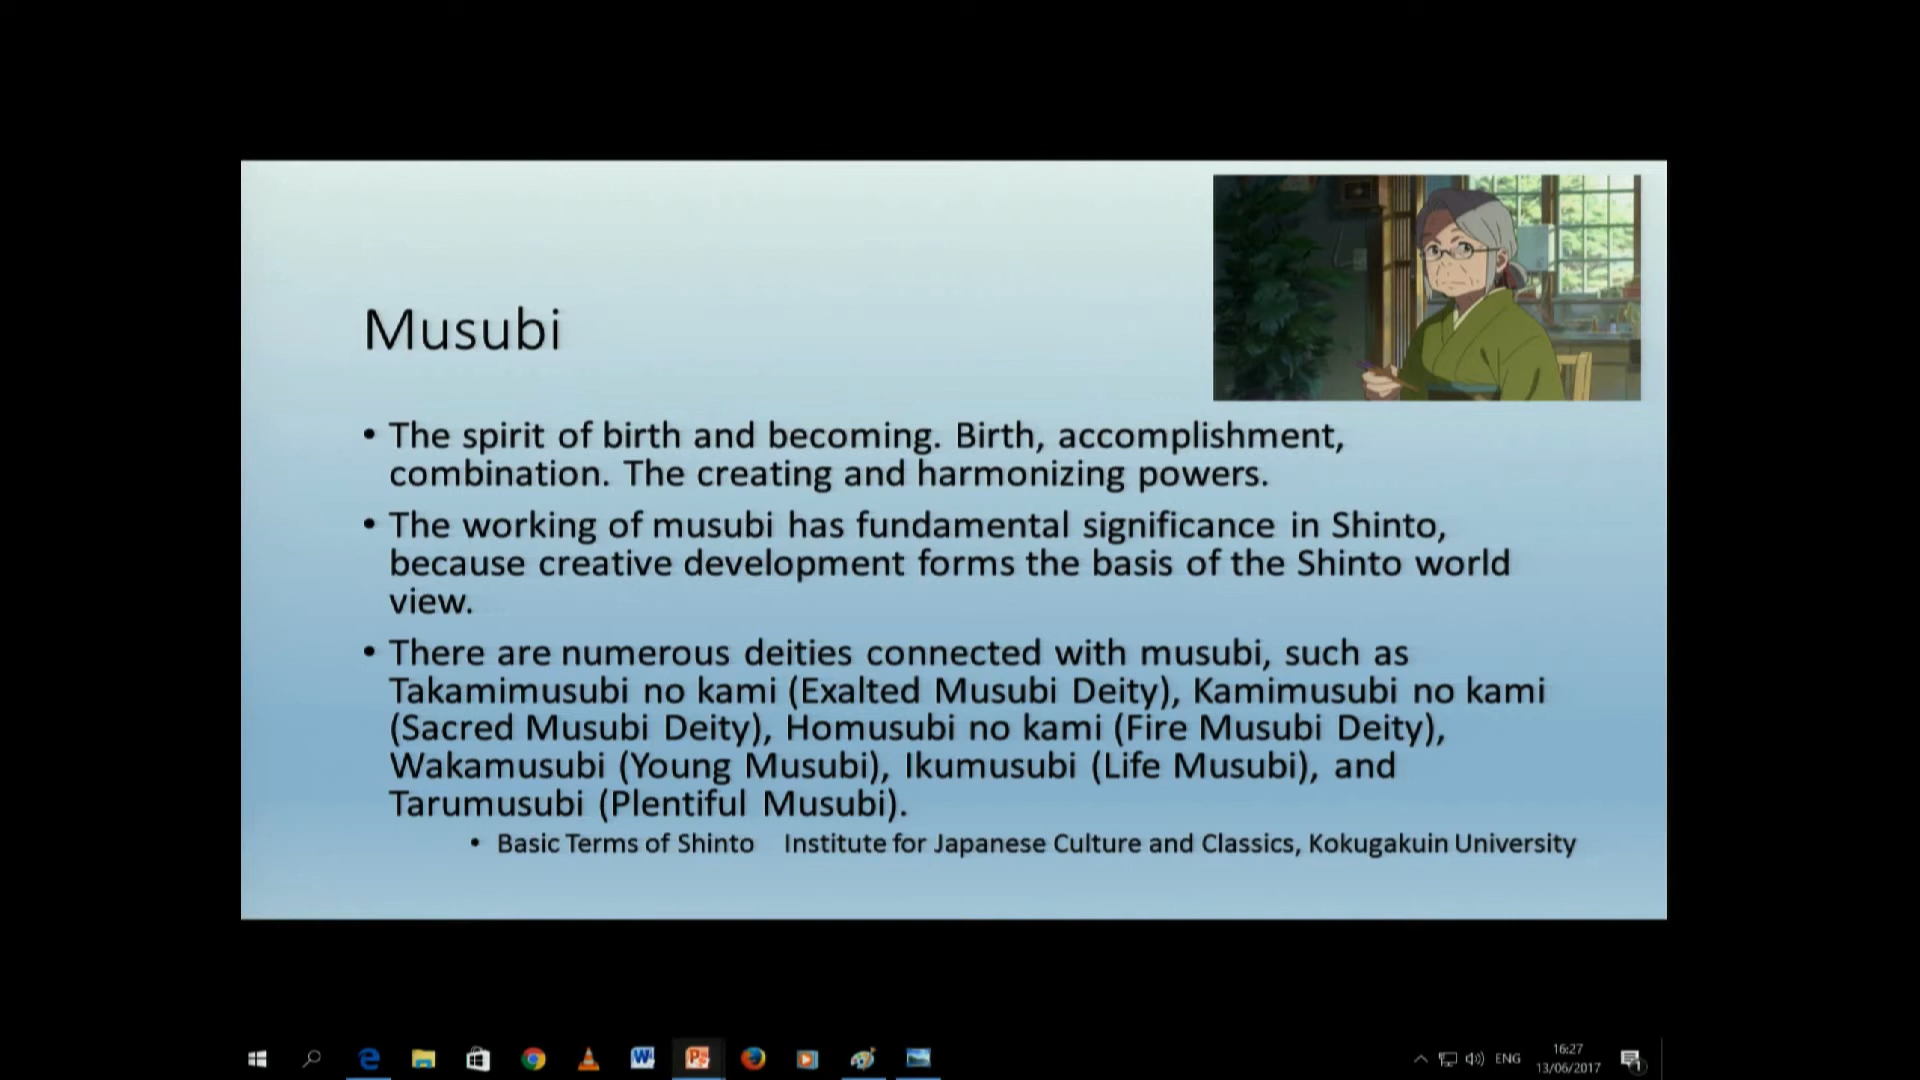 Musubi
• The spirit of birth and becoming. Birth, accomplishment,
combination. The creating and harmonizing powers.
• The working of musubi has fundamental significance in Shinto,
because creative development forms the basis of the Shinto world
view.
• There are numerous deities connected with musubi, such as
Takamimusubi no kami (Exalted Musubi Deity), Kamimusubi no kami
(Sacred Musubi Deity), Homusubi no kami (Fire Musubi Deity),
Wakamusubi (Young Musubi), Ikumusubi (Life Musubi), and
Tarumusubi (Plentiful Musubi).
• Basic Terms of Shinto Institute for Japanese Culture and Classics, Kokugakuin University
ENG
16:27
13/06/2017